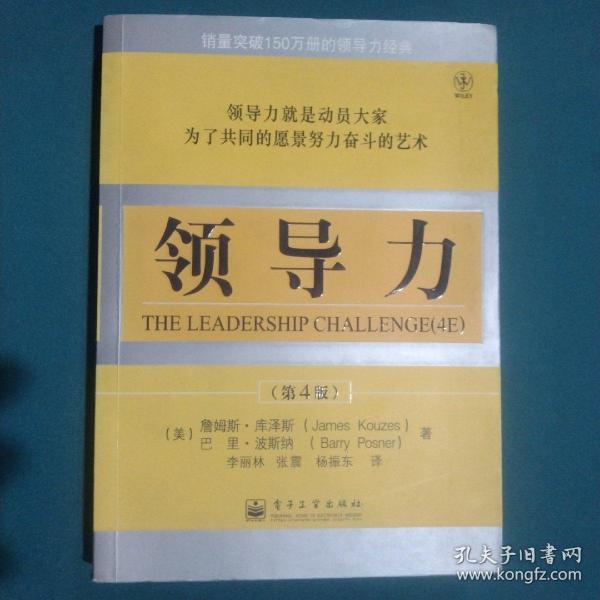 销量突破150万册的领导力经典
WILEY
领导力就是动员大家
为了共同的愿景努力奋斗的艺术
领导力
THE LEADERSHIP CHALLENGE(4E)
(第4版)
(美) 詹姆斯·库泽斯 (James Kouzes)
巴里·波斯纳 (Barry Posner) 著
李丽林 张震 杨振东 译
电子工业出版社
孔夫子旧书网
www.kongfz.com